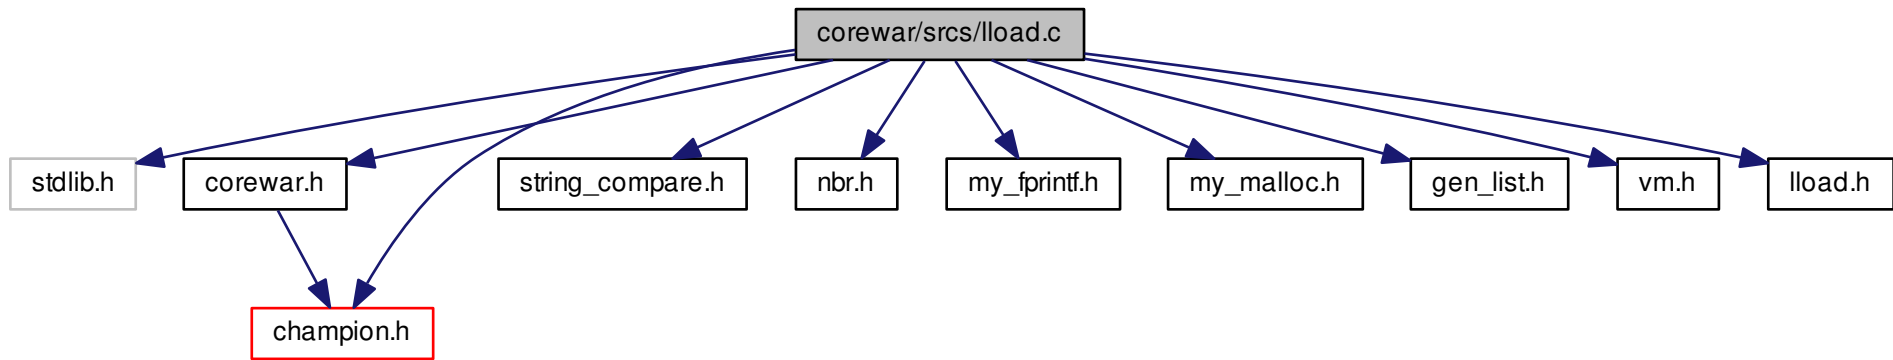 corewar/srcs/lload.c
stdlib.h
corewar.h
string_compare.h
nbr.h
my_fprintf.h
my_malloc.h
gen_list.h
vm.h
lload.h
champion.h